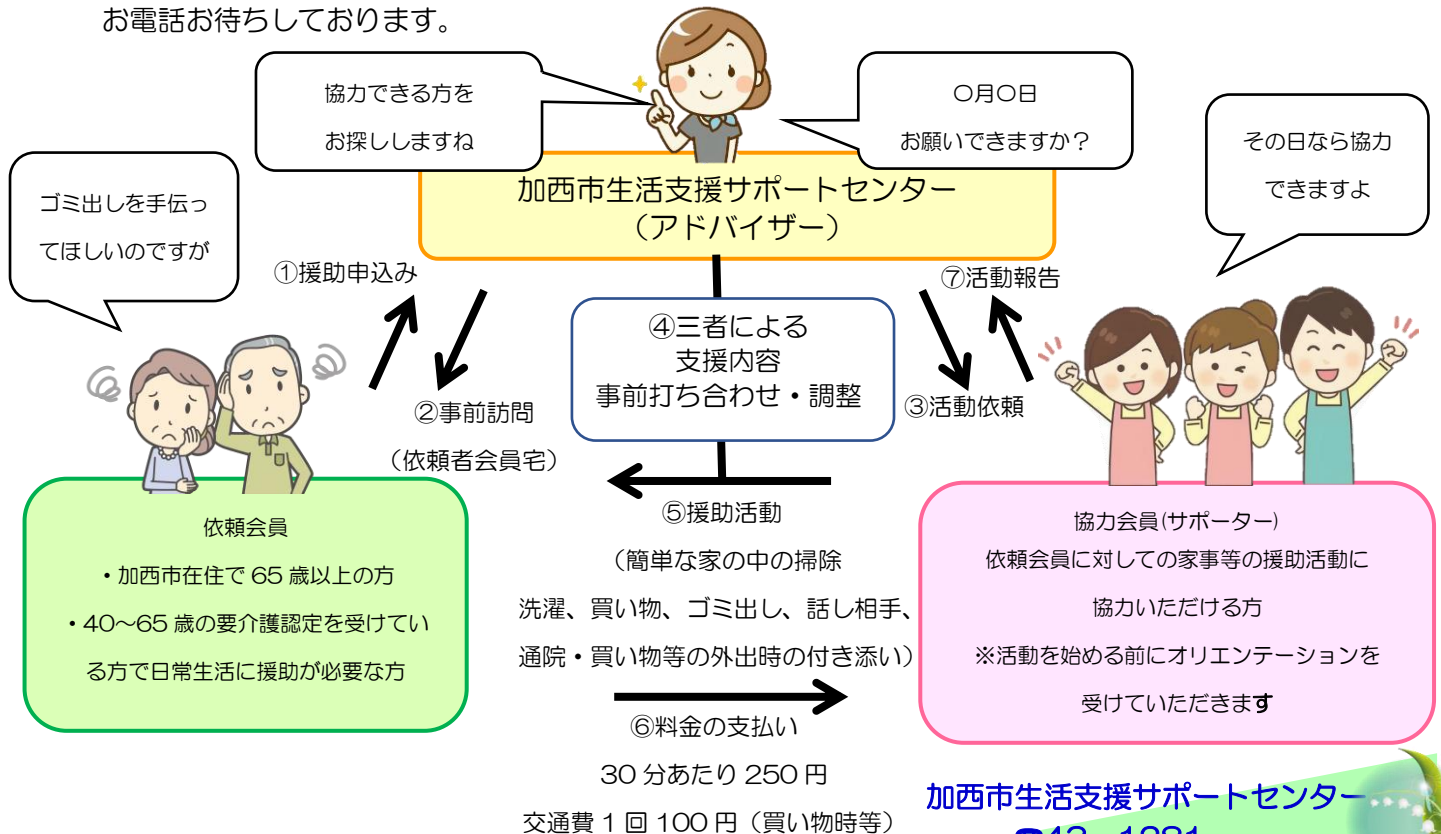 お電話お待ちしております。
協力できる方を
お探ししますね
〇月〇日
お願いできますか？
その日なら協力
できますよ
ゴミ出しを手伝っ
てほしいのですが
加西市生活支援サポートセンター
（アドバイザー）
①援助申込み
⑦活動報告
④三者による
支援内容
事前打ち合わせ・調整
②事前訪問
（依頼者会員宅）
③活動依頼
⑤援助活動
（簡単な家の中の掃除
洗濯、買い物、ゴミ出し、話し相手、
通院・買い物等の外出時の付き添い）
依頼会員
・加西市在住で 65 歳以上の方
・40～65 歳の要介護認定を受けてい
る方で日常生活に援助が必要な方
協力会員(サポーター)
依頼会員に対しての家事等の援助活動に
協力いただける方
※活動を始める前にオリエンテーションを
受けていただきます
⑥料金の支払い
30 分あたり 250 円
交通費 1 回 100 円（買い物時等）
加西市生活支援サポートセンター